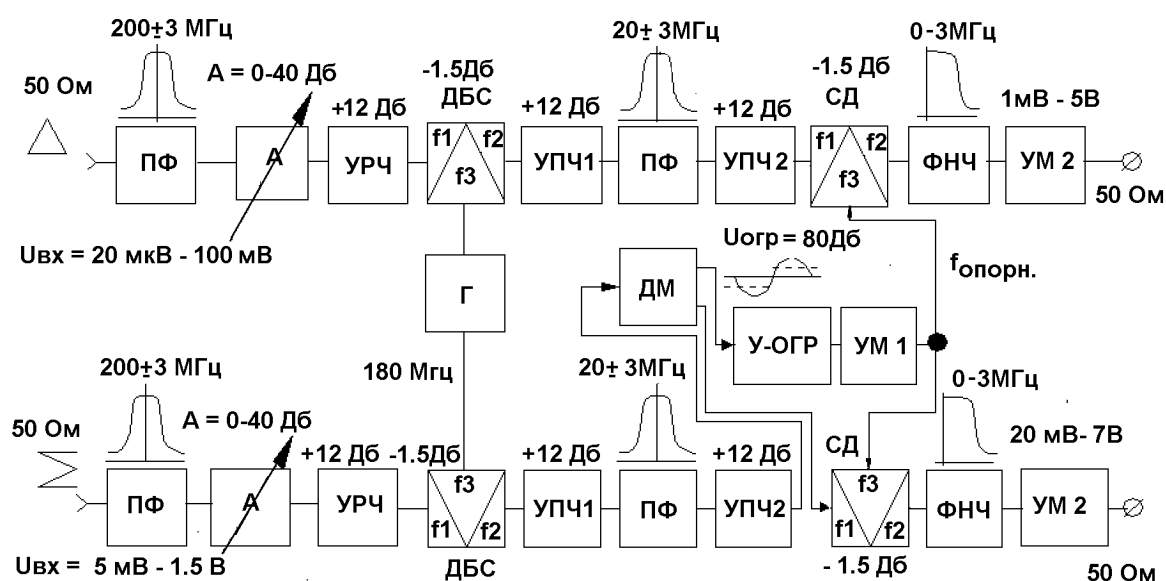 200±3 МГц
20±3МГц
0-3МГц
50 Ом
А = 0-40 Дб
-1.5Дб
ДБС
-1.5 Дб
СД
+12 Дб
+12 Дб
+12 Дб
1мВ - 5В
ПФ
А
УРЧ
f1
f2
f3
УПЧ1
ПФ
УПЧ 2
f1
f2
f3
ФНЧ
УМ 2
50 Ом
Uвх = 20 мкВ - 100 мВ
Uогр = 80Дб
fопорн.
Г
ДМ
У-ОГР
УМ 1
180 Мгц
200±3 МГц
20±3МГц
0-3МГц
50 Ом
А = 0-40 Дб
+12 Дб
-1.5Дб
+12 Дб
+12 Дб
СД
20 мВ- 7В
ПФ
А
УРЧ
f3
f1
f2
УПЧ1
ПФ
УПЧ2
f3
f1
f2
ФНЧ
УМ 2
Uвх = 5 мВ - 1.5 В
ДБС
- 1.5 Дб
50 Ом